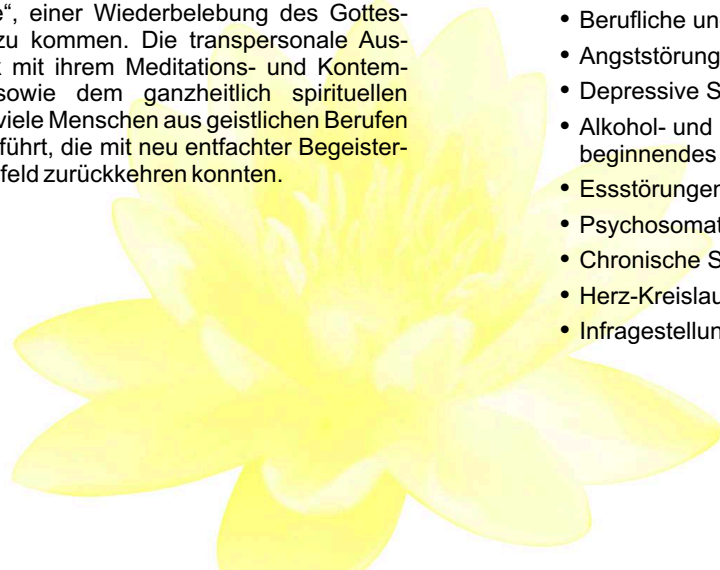 e“, einer Wiederbelebung des Gottes-
zu kommen. Die transpersonale Aus-
k mit ihrem Meditations- und Kontem-
sowie dem ganzheitlich spirituellen
viele Menschen aus geistlichen Berufen
führt, die mit neu entfachter Begeister-
feld zurückkehren konnten.
• Berufliche un
• Angststörung
• Depressive S
• Alkohol- und
beginnendes
• Essstörungen
• Psychosomat
• Chronische S
• Herz-Kreislau
• Infragestellun